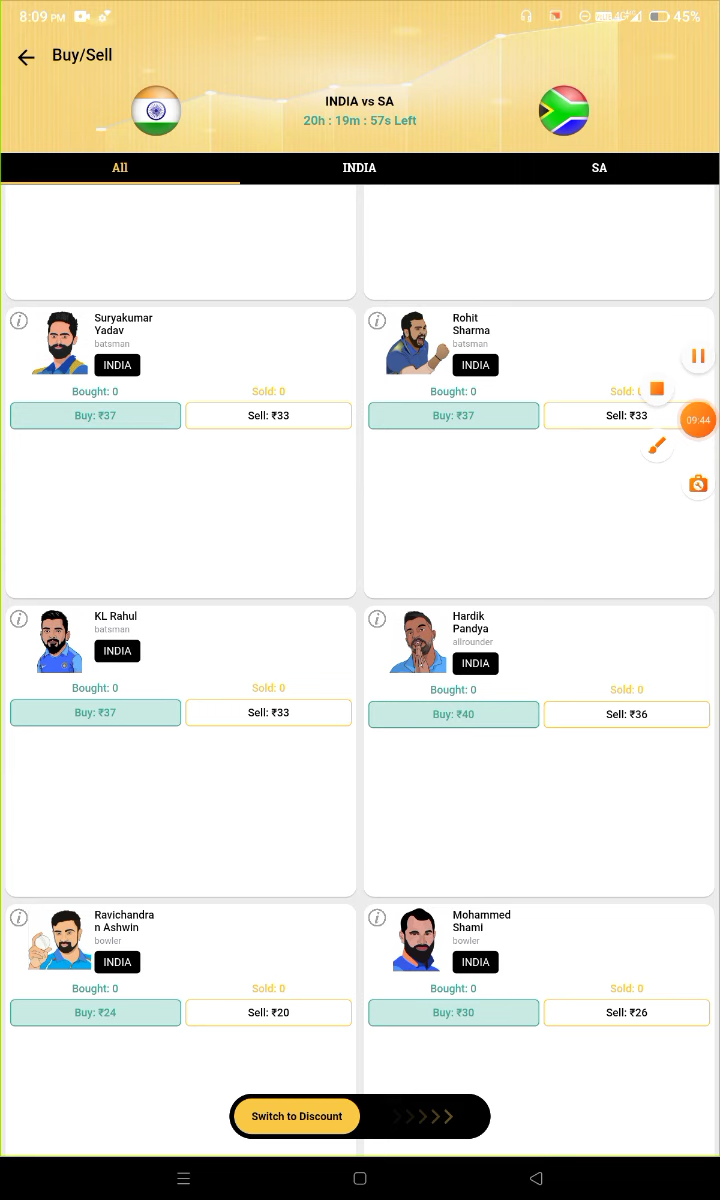 8:09 PM
45%
Buy/Sell
INDIA vs SA
20h : 19m : 57s Left
All INDIA SA
Suryakumar
Yadav
batsman
INDIA
Bought: 0 Sold: 0
Buy: ₹37 Sell: ₹33
Rohit
Sharma
batsman
INDIA
Bought: 0 Sold:
Buy: ₹37 Sell: ₹33
09:44
KL Rahul
batsman
INDIA
Bought: 0 Sold: 0
Buy: ₹37 Sell: ₹33
Hardik
Pandya
allrounder
INDIA
Bought: 0 Sold: 0
Buy: ₹40 Sell: ₹36
Ravichandra
n Ashwin
bowler
INDIA
Bought: 0 Sold: 0
Buy: ₹24 Sell: ₹20
Mohammed
Shami
bowler
INDIA
Bought: 0 Sold: 0
Buy: ₹30 Sell: ₹26
Switch to Discount